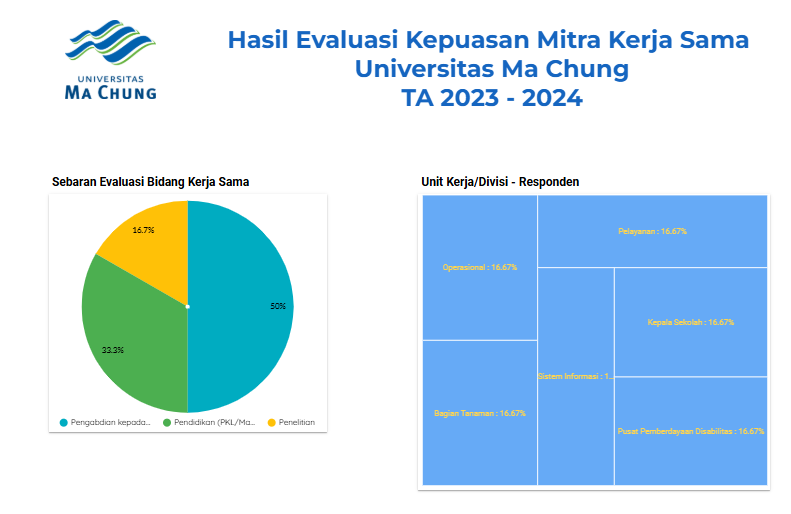 UNIVERSITAS
MA CHUNG
Hasil Evaluasi Kepuasan Mitra Kerja Sama
Universitas Ma Chung
TA 2023 - 2024
Sebaran Evaluasi Bidang Kerja Sama
16.7%
50%
33.3%
Pengabdian kepada...
Pendidikan (PKL/Ma...
Penelitian
Unit Kerja/Divisi - Responden
Pelayanan : 16.67%
Operasional : 16.67%
Kepala Sekolah : 16.67%
Sistem Informasi : 1...
Bagian Tanaman : 16.67%
Pusat Pemberdayaan Disabilitas : 16.67%